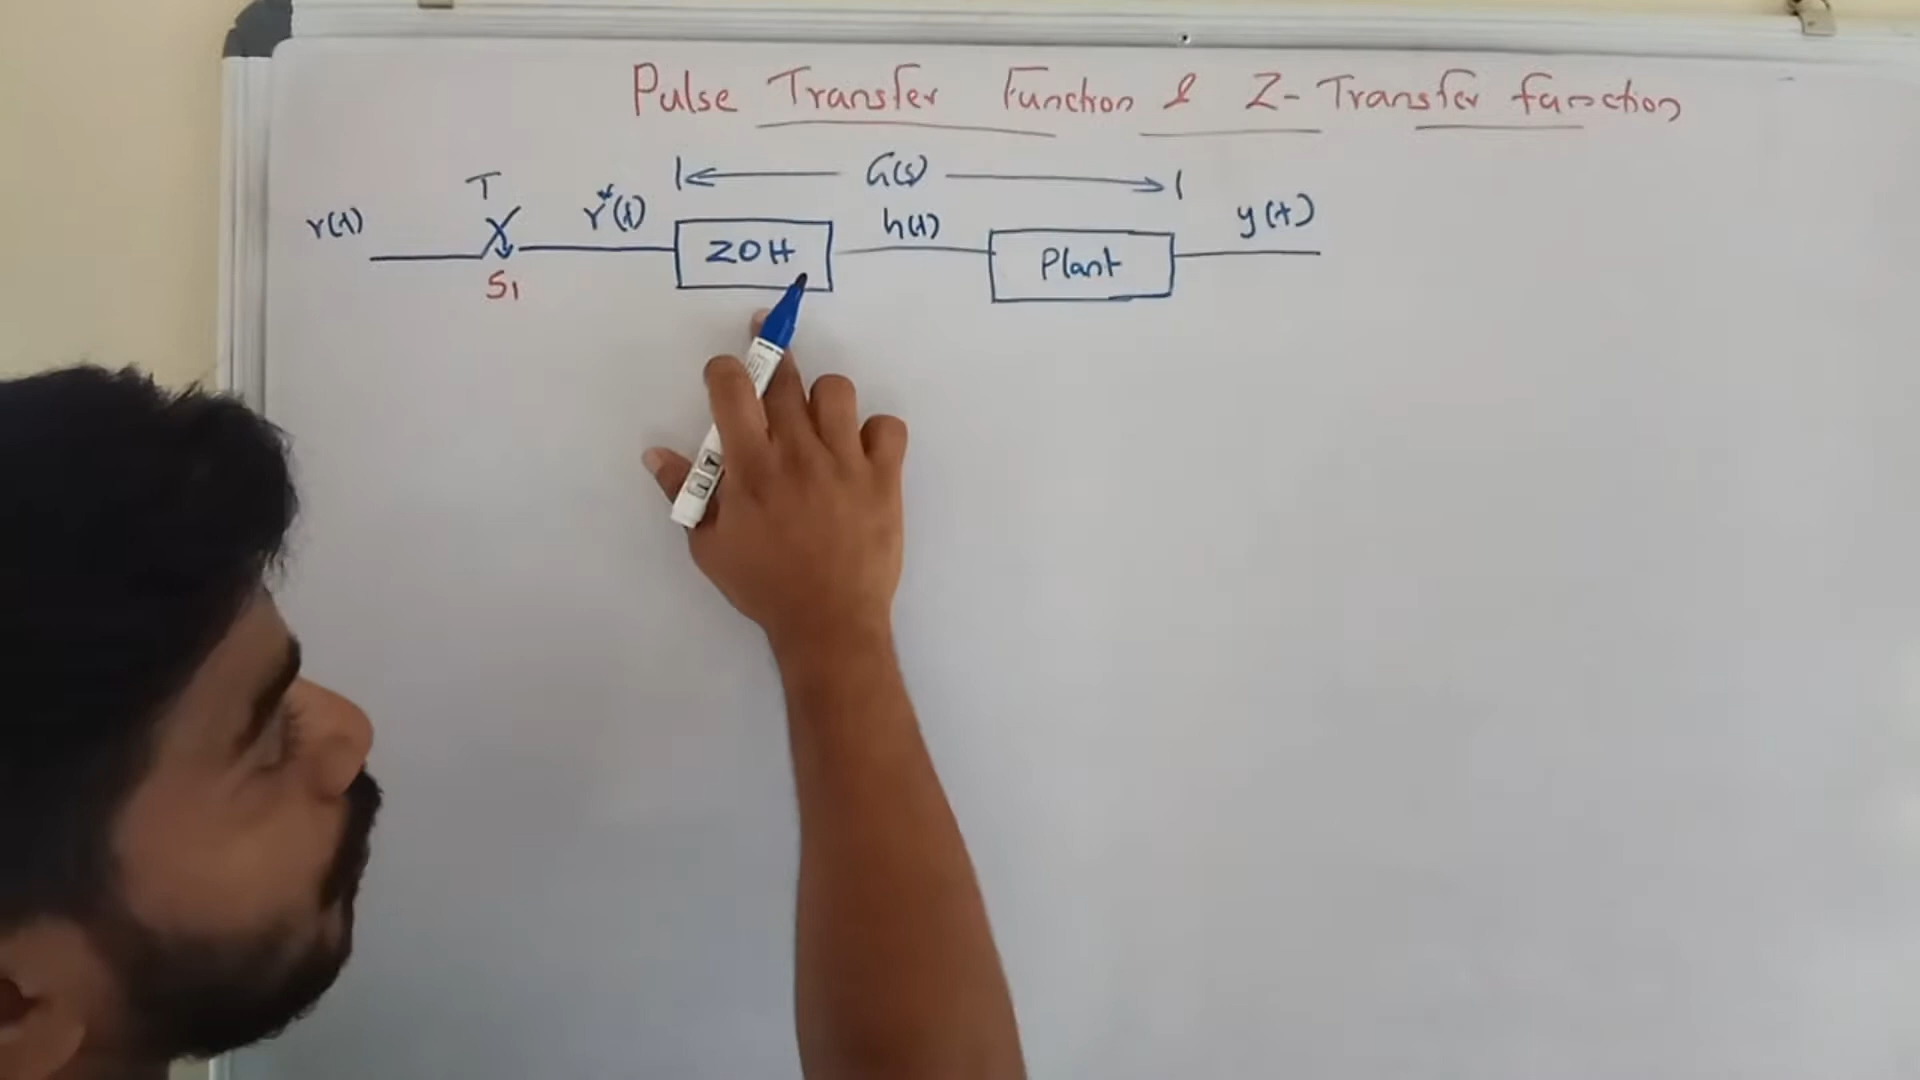 Pulse Transfer Function & Z-Transfer function
|← G(s) →|
T
r(t) r*(t) h(t) y(t)
ZOH Plant
S1